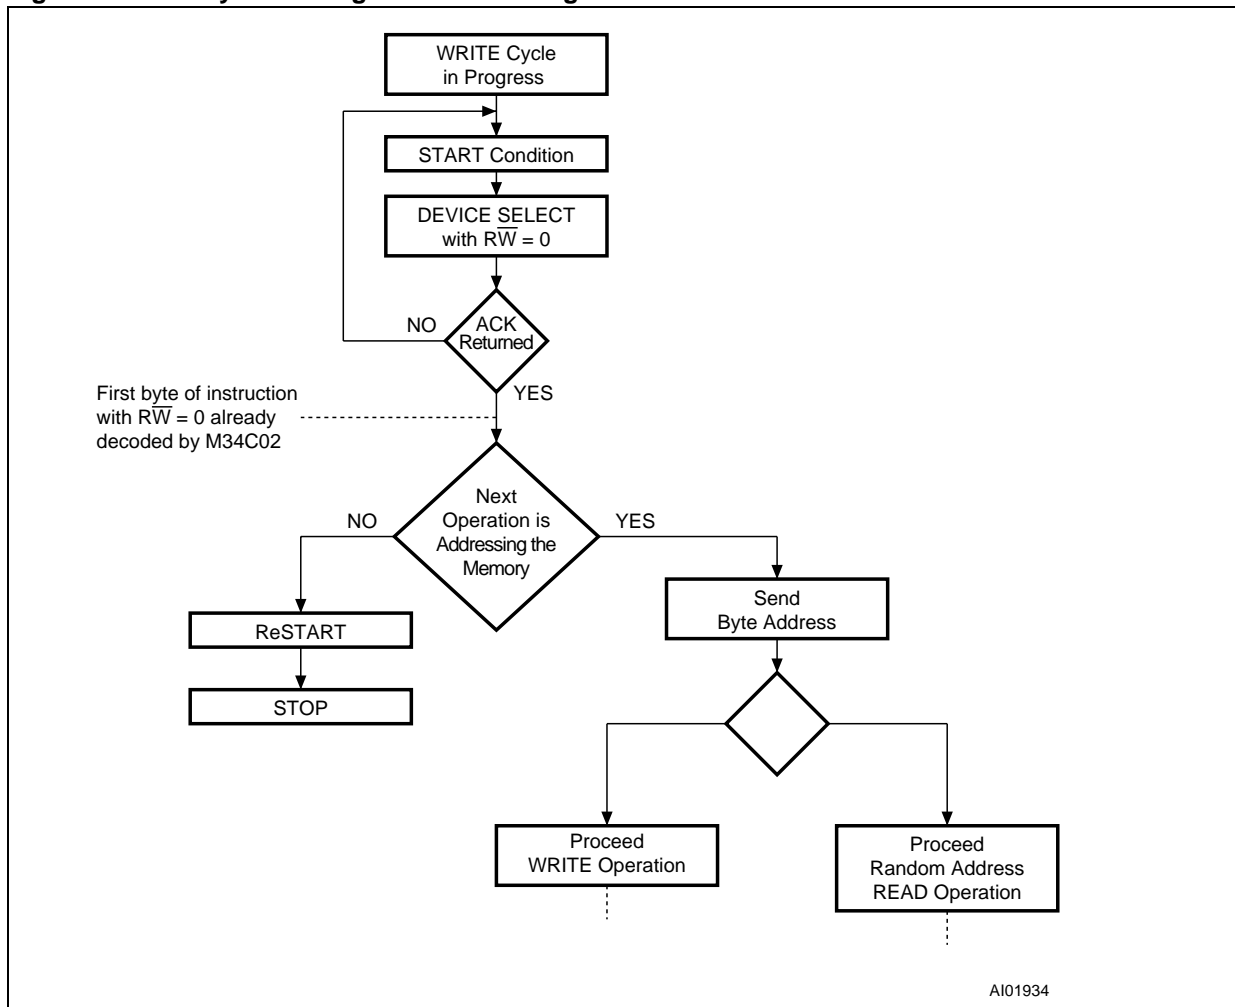 WRITE Cycle
in Progress
START Condition
DEVICE SELECT
with RW̅ = 0
NO
ACK
Returned
YES
First byte of instruction
with RW̅ = 0 already
decoded by M34C02
Next
Operation is
Addressing the
Memory
NO
YES
Send
Byte Address
ReSTART
STOP
Proceed
WRITE Operation
Proceed
Random Address
READ Operation
AI01934